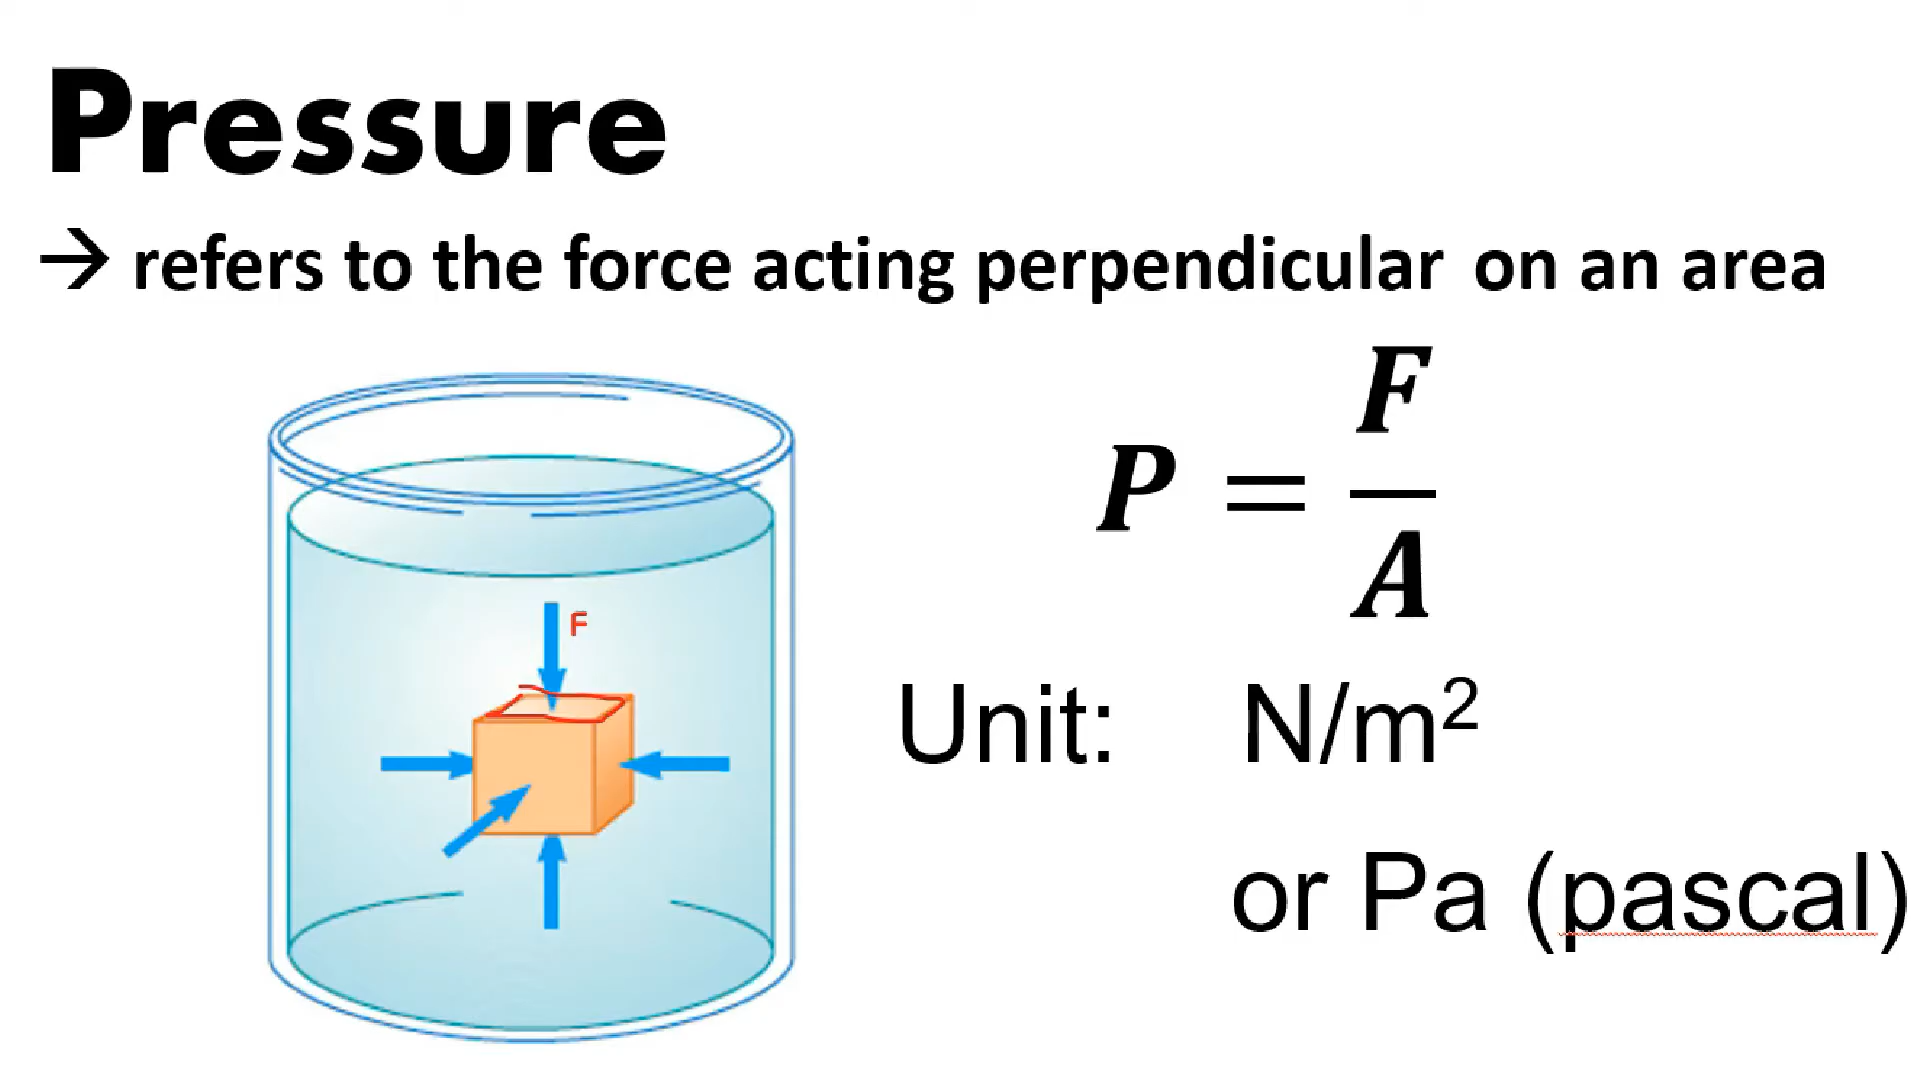 Pressure
→ refers to the force acting perpendicular on an area
F
P = F/A
Unit: N/m²
or Pa (pascal)